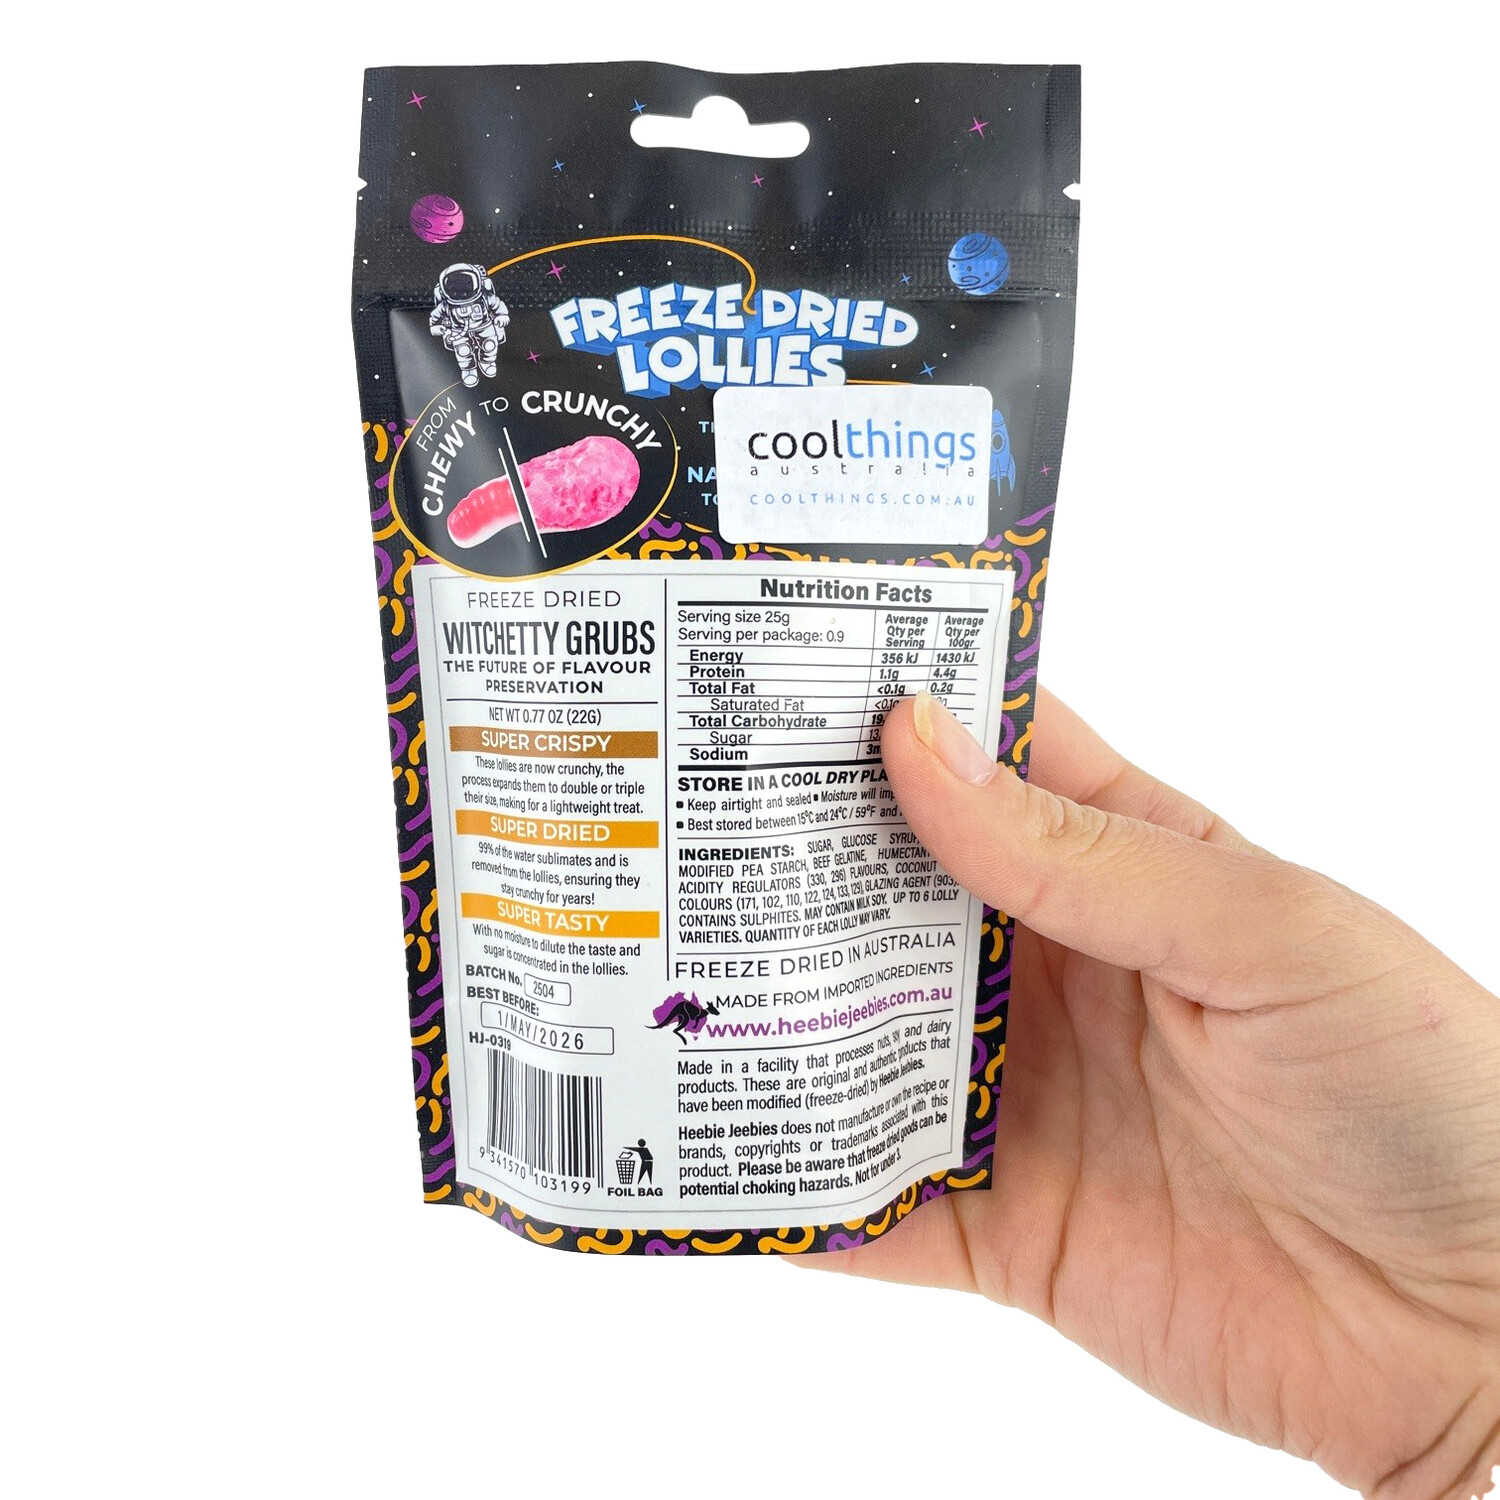 FREEZE DRIED
LOLLIES
FROM
CHEWY TO CRUNCHY
coolthings
australia
COOLTHINGS.COM.AU
FREEZE DRIED
WITCHETTY GRUBS
THE FUTURE OF FLAVOUR
PRESERVATION
NET WT 0.77 OZ (22G)
SUPER CRISPY
These lollies are now crunchy, the
process expands them to double or triple
their size, making for a lightweight treat.
SUPER DRIED
99% of the water sublimates and is
removed from the lollies, ensuring they
stay crunchy for years!
SUPER TASTY
With no moisture to dilute the taste and
sugar is concentrated in the lollies.
BATCH No. 2504
BEST BEFORE:
1/MAY/2026
HJ-0319
9 341570 103199
FOIL BAG
Nutrition Facts
Serving size 25g
Serving per package: 0.9
Average Qty per Serving
Average Qty per 100gr
Energy 356 kJ 1430 kJ
Protein 1.1g 4.4g
Total Fat <0.1g 0.2g
Saturated Fat
Total Carbohydrate
Sugar
Sodium
STORE IN A COOL DRY
▪ Keep airtight and sealed ▪ Moisture will
▪ Best stored between 15°C and 24°C / 59°F and
INGREDIENTS: SUGAR, GLUCOSE
MODIFIED PEA STARCH, BEEF GELATINE,
ACIDITY REGULATORS (330, 296) FLAVOURS, COCONUT
COLOURS (171, 102, 110, 122, 124, 133, 129), GLAZING AGENT (903)
CONTAINS SULPHITES. MAY CONTAIN MILK SOY. UP TO 6 LOLLY
VARIETIES. QUANTITY OF EACH LOLLY MAY VARY.
FREEZE DRIED IN AUSTRALIA
MADE FROM IMPORTED INGREDIENTS
www.heebiejeebies.com.au
Made in a facility that processes nuts, soy and dairy
products. These are original and authentic products that
have been modified (freeze-dried) by Heebie Jeebies.
Heebie Jeebies does not manufacture or own the recipe or
brands, copyrights or trademarks associated with this
product. Please be aware that freeze dried goods can be
potential choking hazards. Not for under 3.